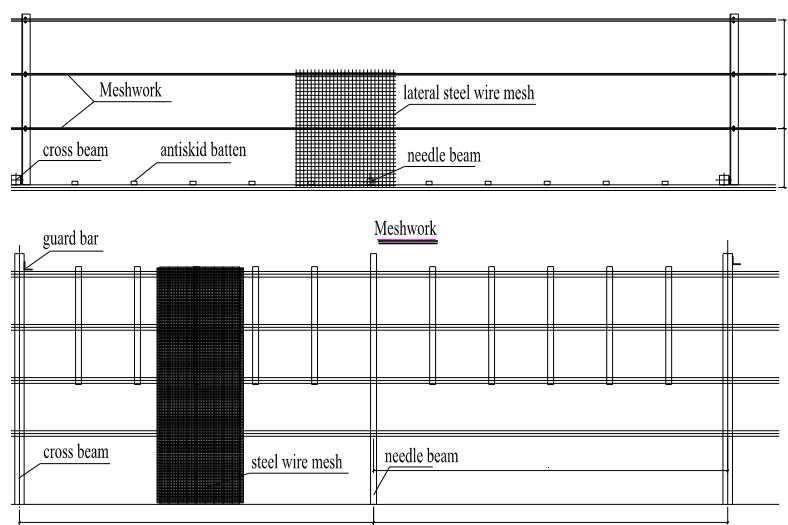 Meshwork
lateral steel wire mesh
cross beam
antiskid batten
needle beam
Meshwork
guard bar
cross beam
steel wire mesh
needle beam